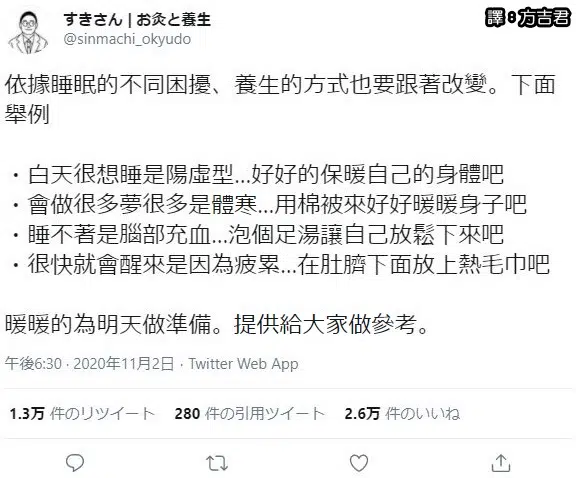 すきさん | お灸と養生
譯:方吉君
@sinmachi_okyudo
依據睡眠的不同困擾、養生的方式也要跟著改變。下面
舉例
・白天很想睡是陽虛型...好好的保暖自己的身體吧
・會做很多夢很多是體寒...用棉被來好好暖暖身子吧
・睡不著是腦部充血...泡個足湯讓自己放鬆下來吧
・很快就會醒來是因為疲累...在肚臍下面放上熱毛巾吧
暖暖的為明天做準備。提供給大家做參考。
午後6:30 · 2020年11月2日 · Twitter Web App
1.3万 件のリツイート 280 件の引用ツイート 2.6万 件のいいね